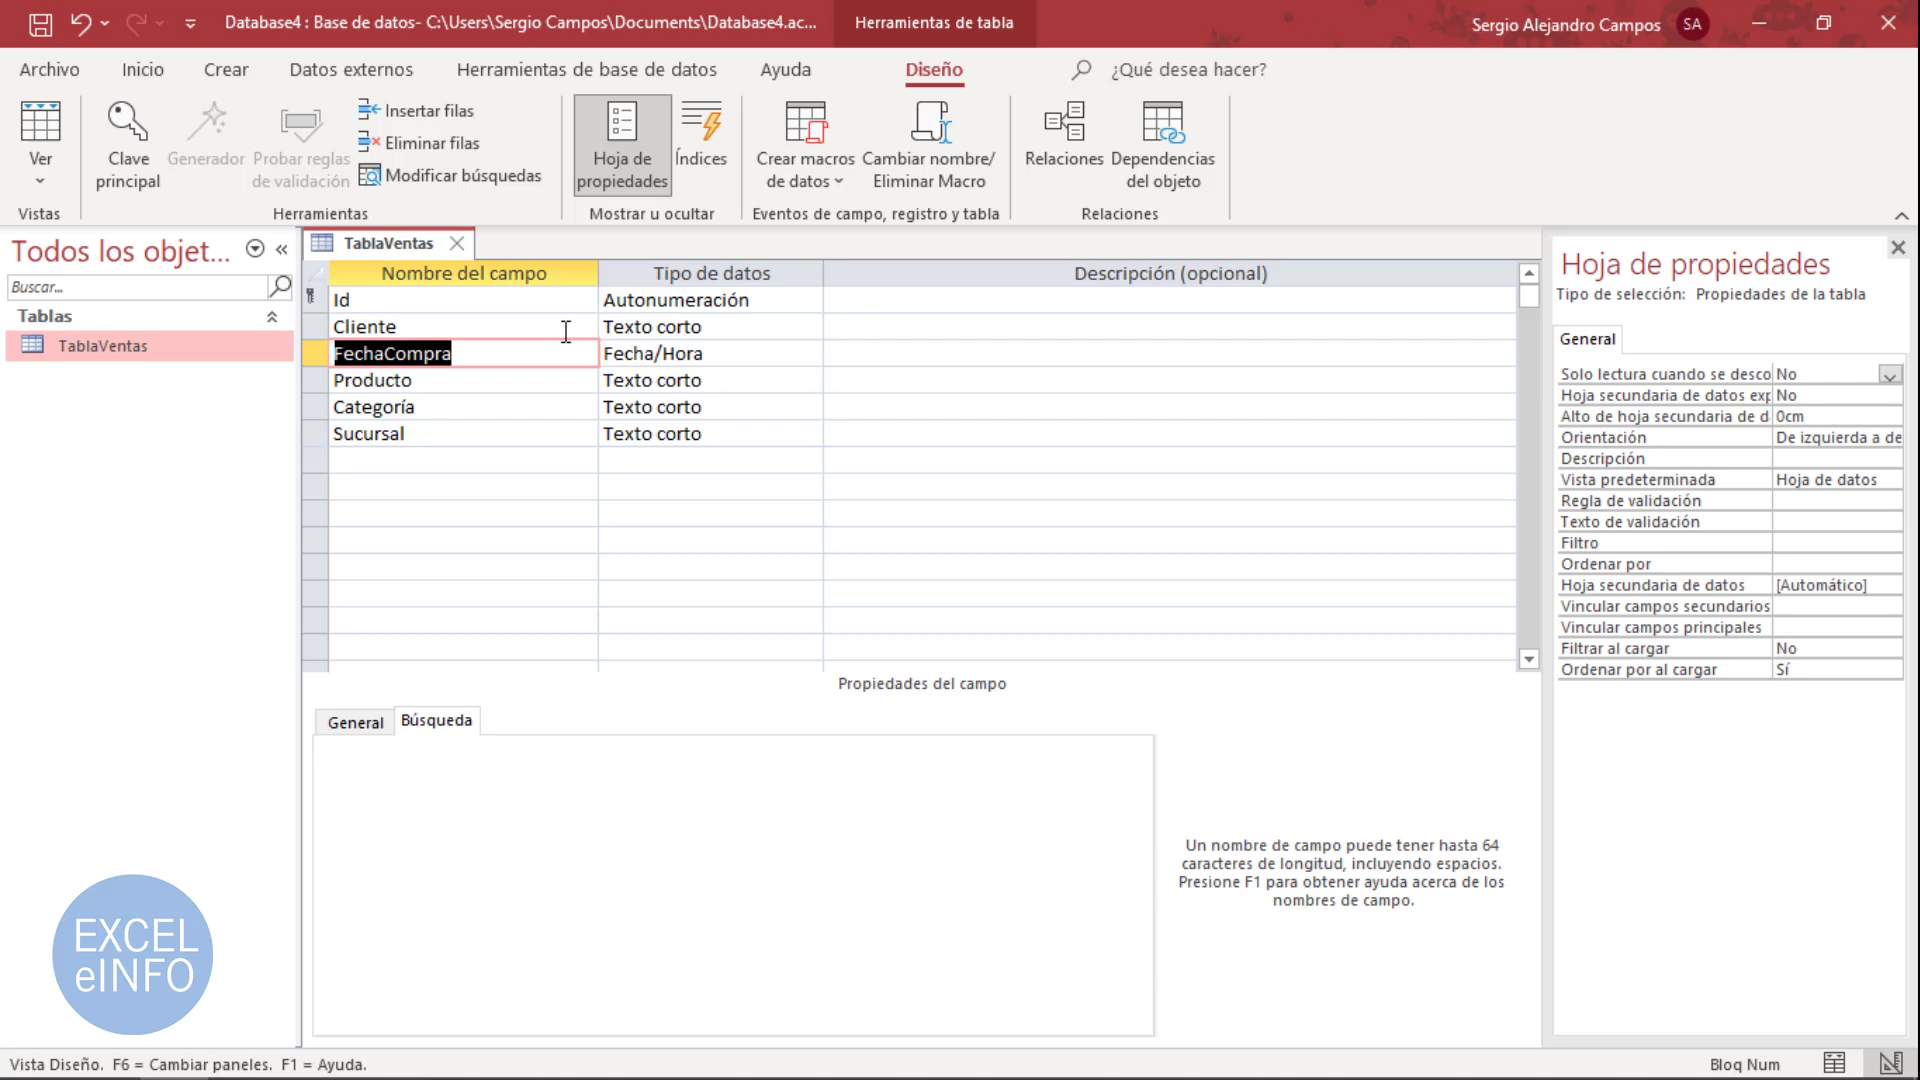 Database4 : Base de datos- C:\Users\Sergio Campos\Documents\Database4.ac...
Herramientas de tabla
Sergio Alejandro Campos
SA
Archivo
Inicio
Crear
Datos externos
Herramientas de base de datos
Ayuda
Diseño
¿Qué desea hacer?
Ver
Clave principal
Generador
Probar reglas de validación
Insertar filas
Eliminar filas
Modificar búsquedas
Hoja de propiedades
Índices
Crear macros de datos
Cambiar nombre/ Eliminar Macro
Relaciones
Dependencias del objeto
Vistas
Herramientas
Mostrar u ocultar
Eventos de campo, registro y tabla
Relaciones
Todos los objet...
Buscar...
Tablas
TablaVentas
TablaVentas
Nombre del campo
Tipo de datos
Descripción (opcional)
Id
Autonumeración
Cliente
Texto corto
FechaCompra
Fecha/Hora
Producto
Texto corto
Categoría
Texto corto
Sucursal
Texto corto
Propiedades del campo
General
Búsqueda
Un nombre de campo puede tener hasta 64
caracteres de longitud, incluyendo espacios.
Presione F1 para obtener ayuda acerca de los
nombres de campo.
Hoja de propiedades
Tipo de selección: Propiedades de la tabla
General
Solo lectura cuando se desco No
Hoja secundaria de datos exp No
Alto de hoja secundaria de d 0cm
Orientación De izquierda a de
Descripción
Vista predeterminada Hoja de datos
Regla de validación
Texto de validación
Filtro
Ordenar por
Hoja secundaria de datos [Automático]
Vincular campos secundarios
Vincular campos principales
Filtrar al cargar No
Ordenar por al cargar Sí
EXCEL
eINFO
Vista Diseño. F6 = Cambiar paneles. F1 = Ayuda.
Bloq Num